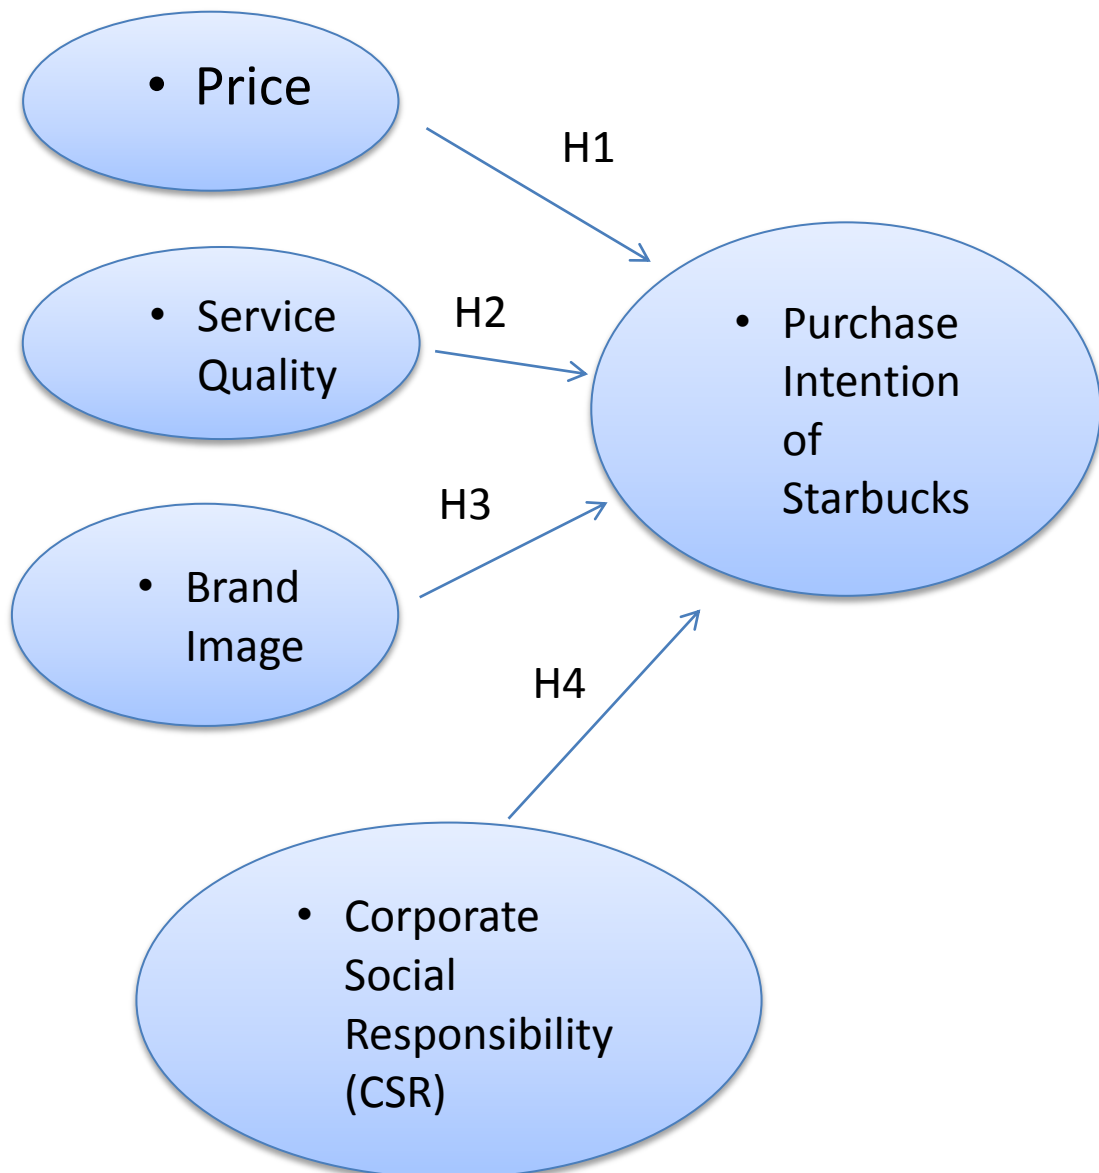 • Price
H1
• Service
Quality
H2
• Purchase
Intention
of
Starbucks
H3
• Brand
Image
H4
• Corporate
Social
Responsibility
(CSR)